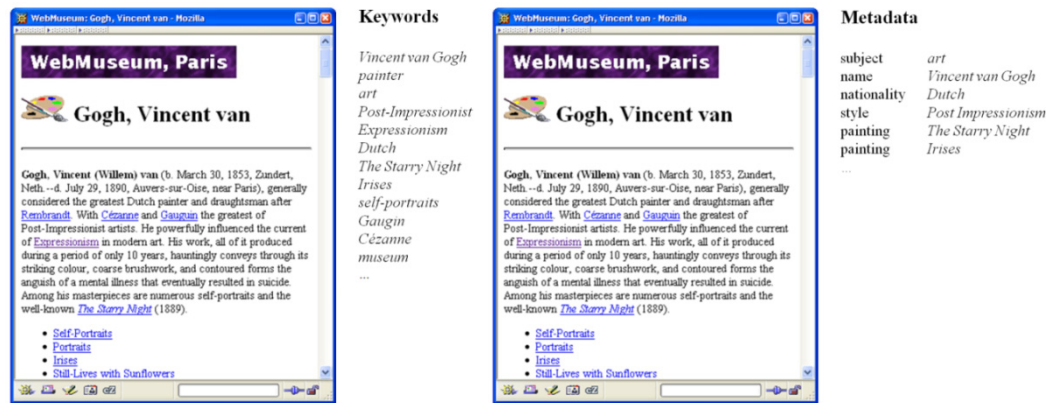 WebMuseum: Gogh, Vincent van - Mozilla
WebMuseum, Paris
Gogh, Vincent van
Gogh, Vincent (Willem) van (b. March 30, 1853, Zundert,
Neth.--d. July 29, 1890, Auvers-sur-Oise, near Paris), generally
considered the greatest Dutch painter and draughtsman after
Rembrandt. With Cézanne and Gauguin the greatest of
Post-Impressionist artists. He powerfully influenced the current
of Expressionism in modern art. His work, all of it produced
during a period of only 10 years, hauntingly conveys through its
striking colour, coarse brushwork, and contoured forms the
anguish of a mental illness that eventually resulted in suicide.
Among his masterpieces are numerous self-portraits and the
well-known The Starry Night (1889).
• Self-Portraits
• Portraits
• Irises
• Still-Lives with Sunflowers
Keywords
Vincent van Gogh
painter
art
Post-Impressionist
Expressionism
Dutch
The Starry Night
Irises
self-portraits
Gaugin
Cézanne
museum
...
WebMuseum: Gogh, Vincent van - Mozilla
WebMuseum, Paris
Gogh, Vincent van
Gogh, Vincent (Willem) van (b. March 30, 1853, Zundert,
Neth.--d. July 29, 1890, Auvers-sur-Oise, near Paris), generally
considered the greatest Dutch painter and draughtsman after
Rembrandt. With Cézanne and Gauguin the greatest of
Post-Impressionist artists. He powerfully influenced the current
of Expressionism in modern art. His work, all of it produced
during a period of only 10 years, hauntingly conveys through its
striking colour, coarse brushwork, and contoured forms the
anguish of a mental illness that eventually resulted in suicide.
Among his masterpieces are numerous self-portraits and the
well-known The Starry Night (1889).
• Self-Portraits
• Portraits
• Irises
• Still-Lives with Sunflowers
Metadata
subject art
name Vincent van Gogh
nationality Dutch
style Post Impressionism
painting The Starry Night
painting Irises
...